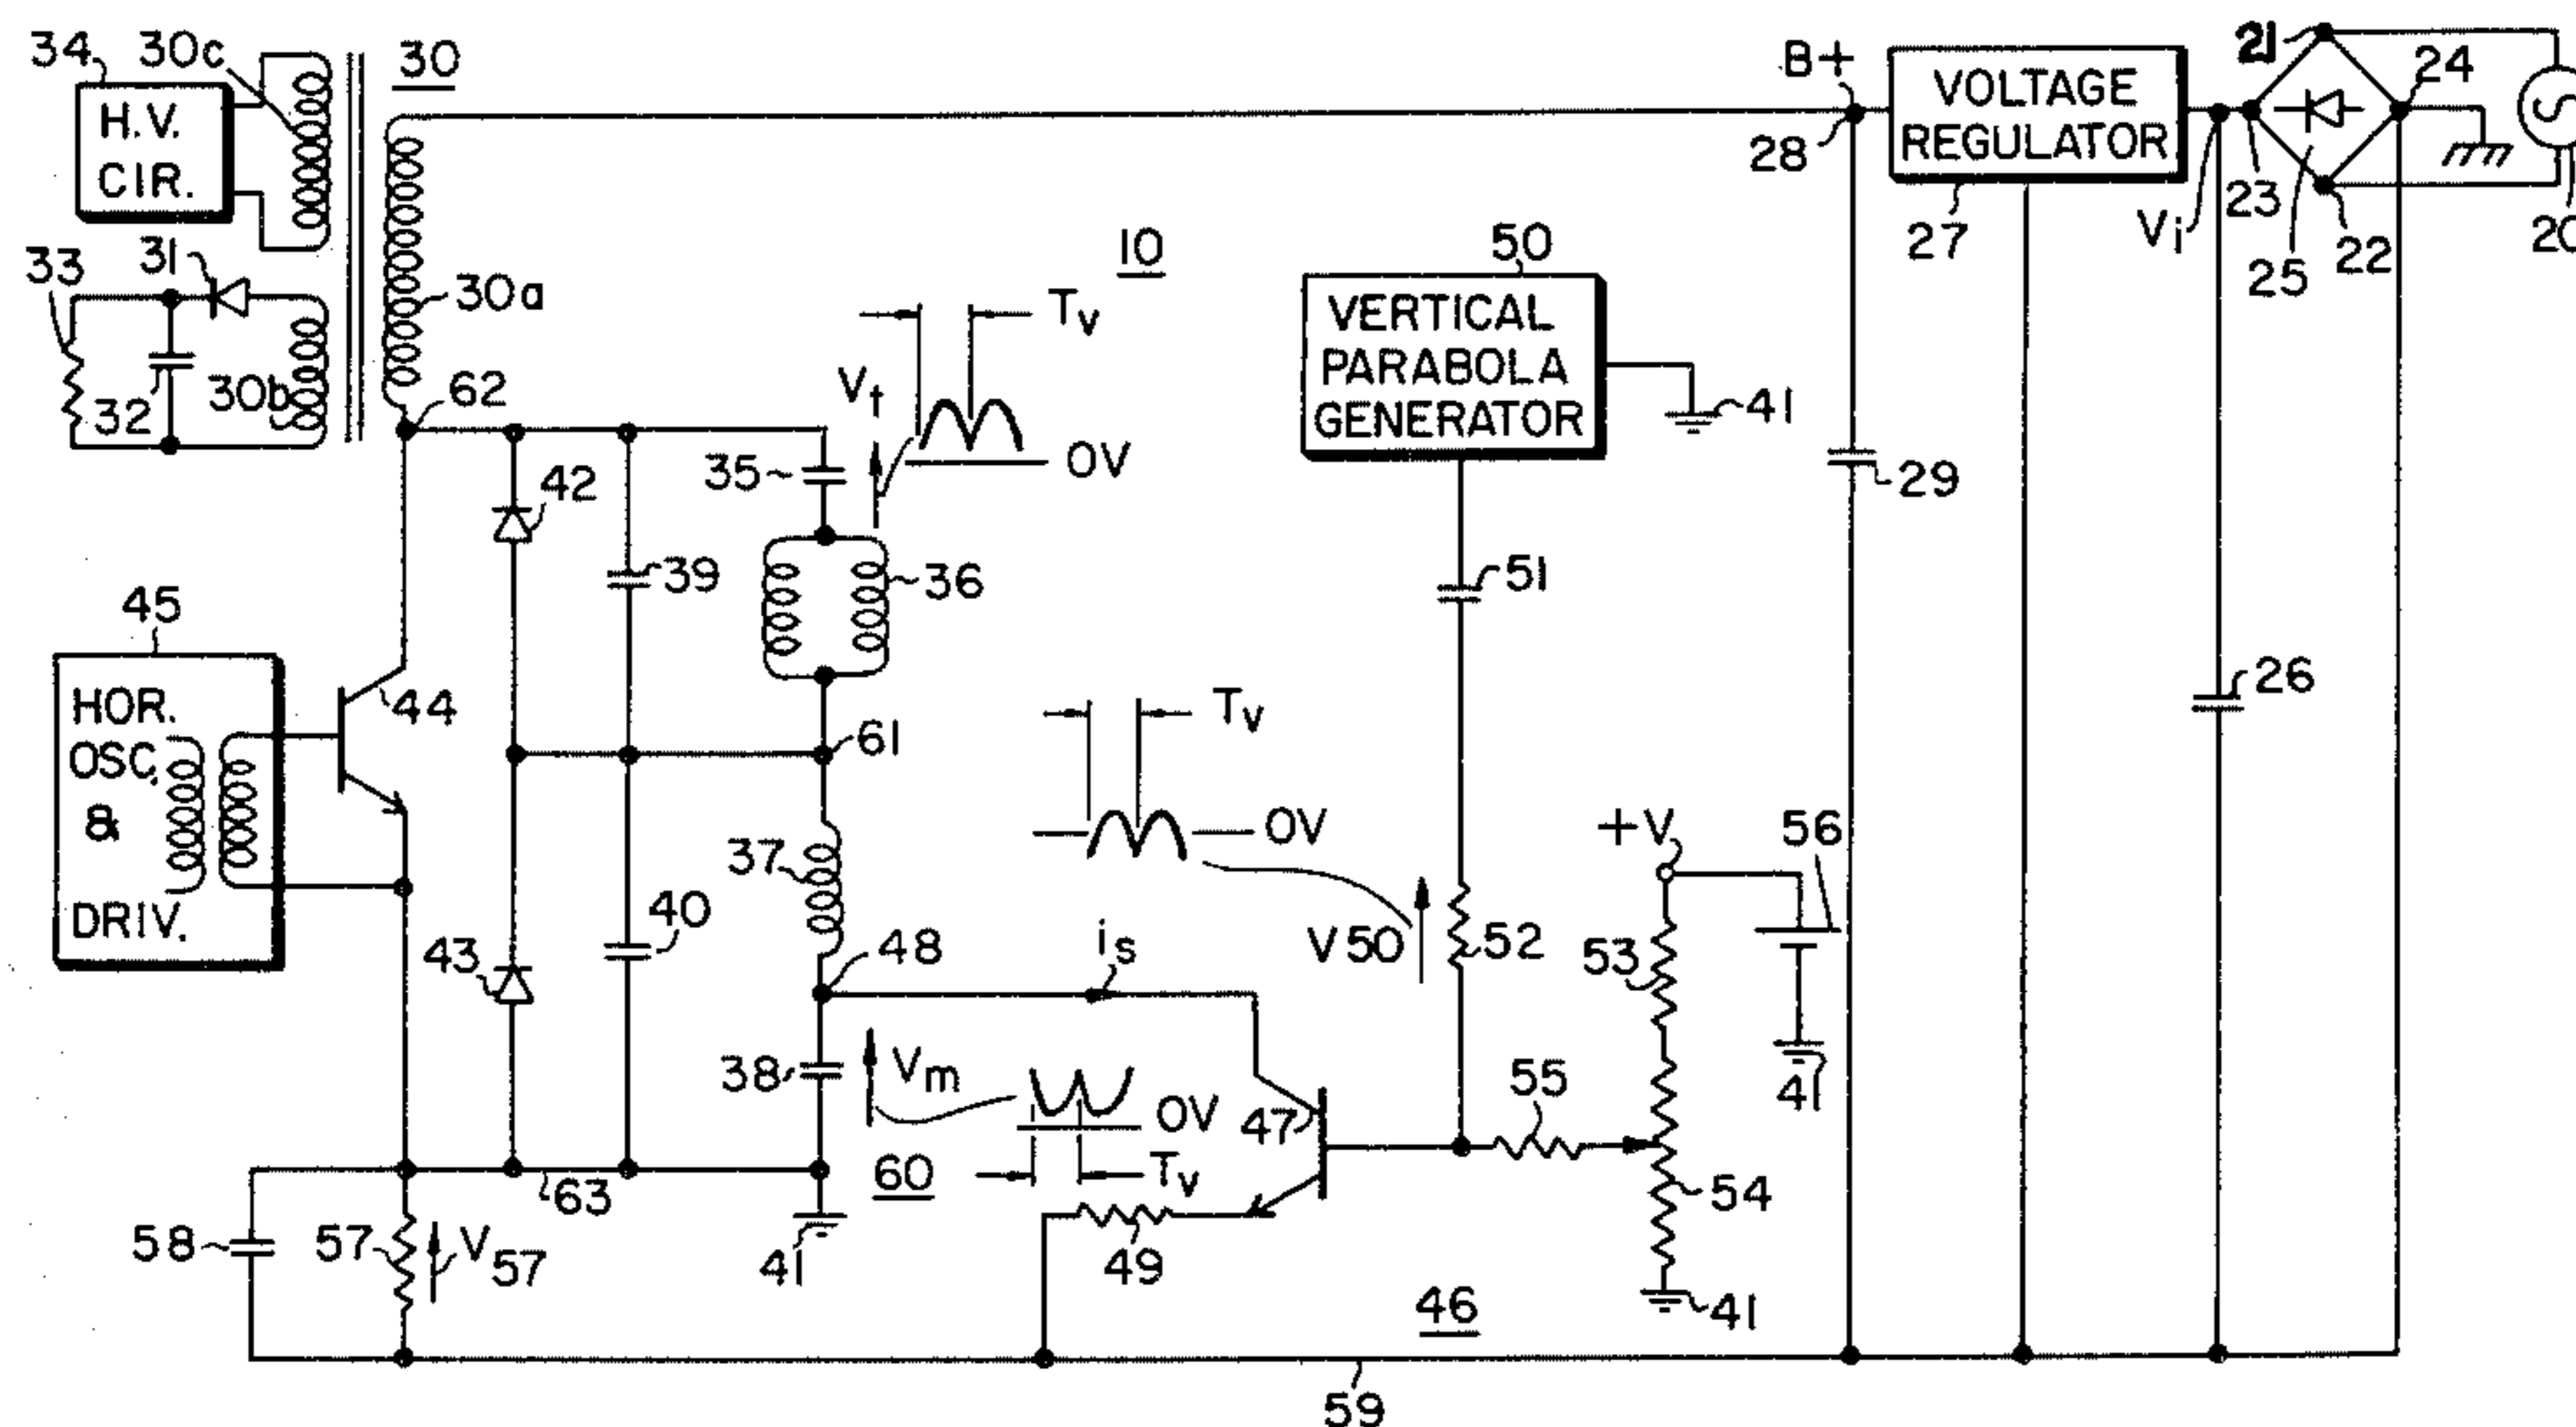 34
30c
30
H.V.
CIR.
B+
28
VOLTAGE
REGULATOR
27
Vi
21
24
23
25
22
20
33
31
32
30b
30a
10
50
VERTICAL
PARABOLA
GENERATOR
41
62
Vt
Tv
0V
35
42
39
36
51
29
26
45
HOR.
OSC.
&
DRIV.
44
61
Tv
0V
+V
56
37
40
48
is
V50
52
53
43
38
Vm
0V
47
55
41
60
Tv
54
63
58
57
V57
41
49
46
41
59